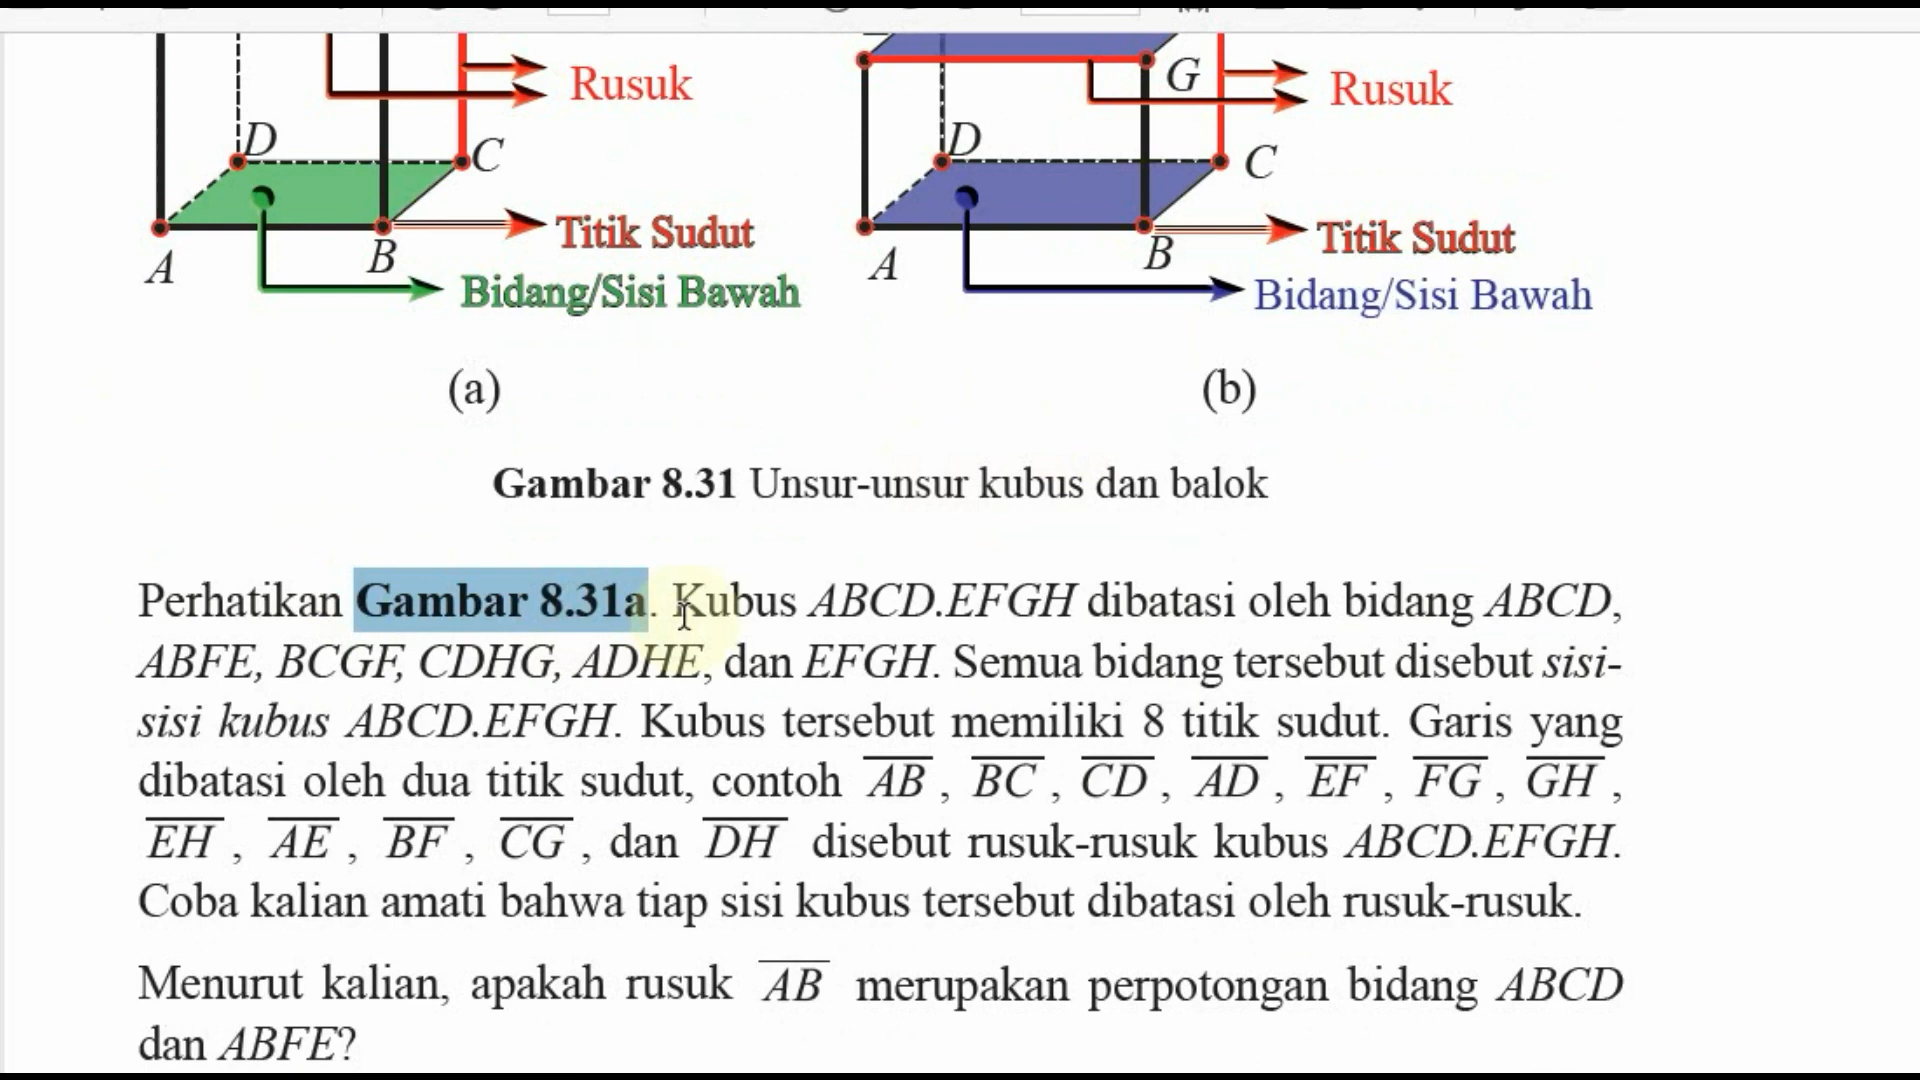 Rusuk
G
Rusuk
D
C
D
C
Titik Sudut
Titik Sudut
A
B
A
B
Bidang/Sisi Bawah
Bidang/Sisi Bawah
(a)
(b)
Gambar 8.31 Unsur-unsur kubus dan balok
Perhatikan Gambar 8.31a. Kubus ABCD.EFGH dibatasi oleh bidang ABCD,
ABFE, BCGF, CDHG, ADHE, dan EFGH. Semua bidang tersebut disebut sisi-
sisi kubus ABCD.EFGH. Kubus tersebut memiliki 8 titik sudut. Garis yang
dibatasi oleh dua titik sudut, contoh AB, BC, CD, AD, EF, FG, GH,
EH, AE, BF, CG, dan DH disebut rusuk-rusuk kubus ABCD.EFGH.
Coba kalian amati bahwa tiap sisi kubus tersebut dibatasi oleh rusuk-rusuk.
Menurut kalian, apakah rusuk AB merupakan perpotongan bidang ABCD
dan ABFE?